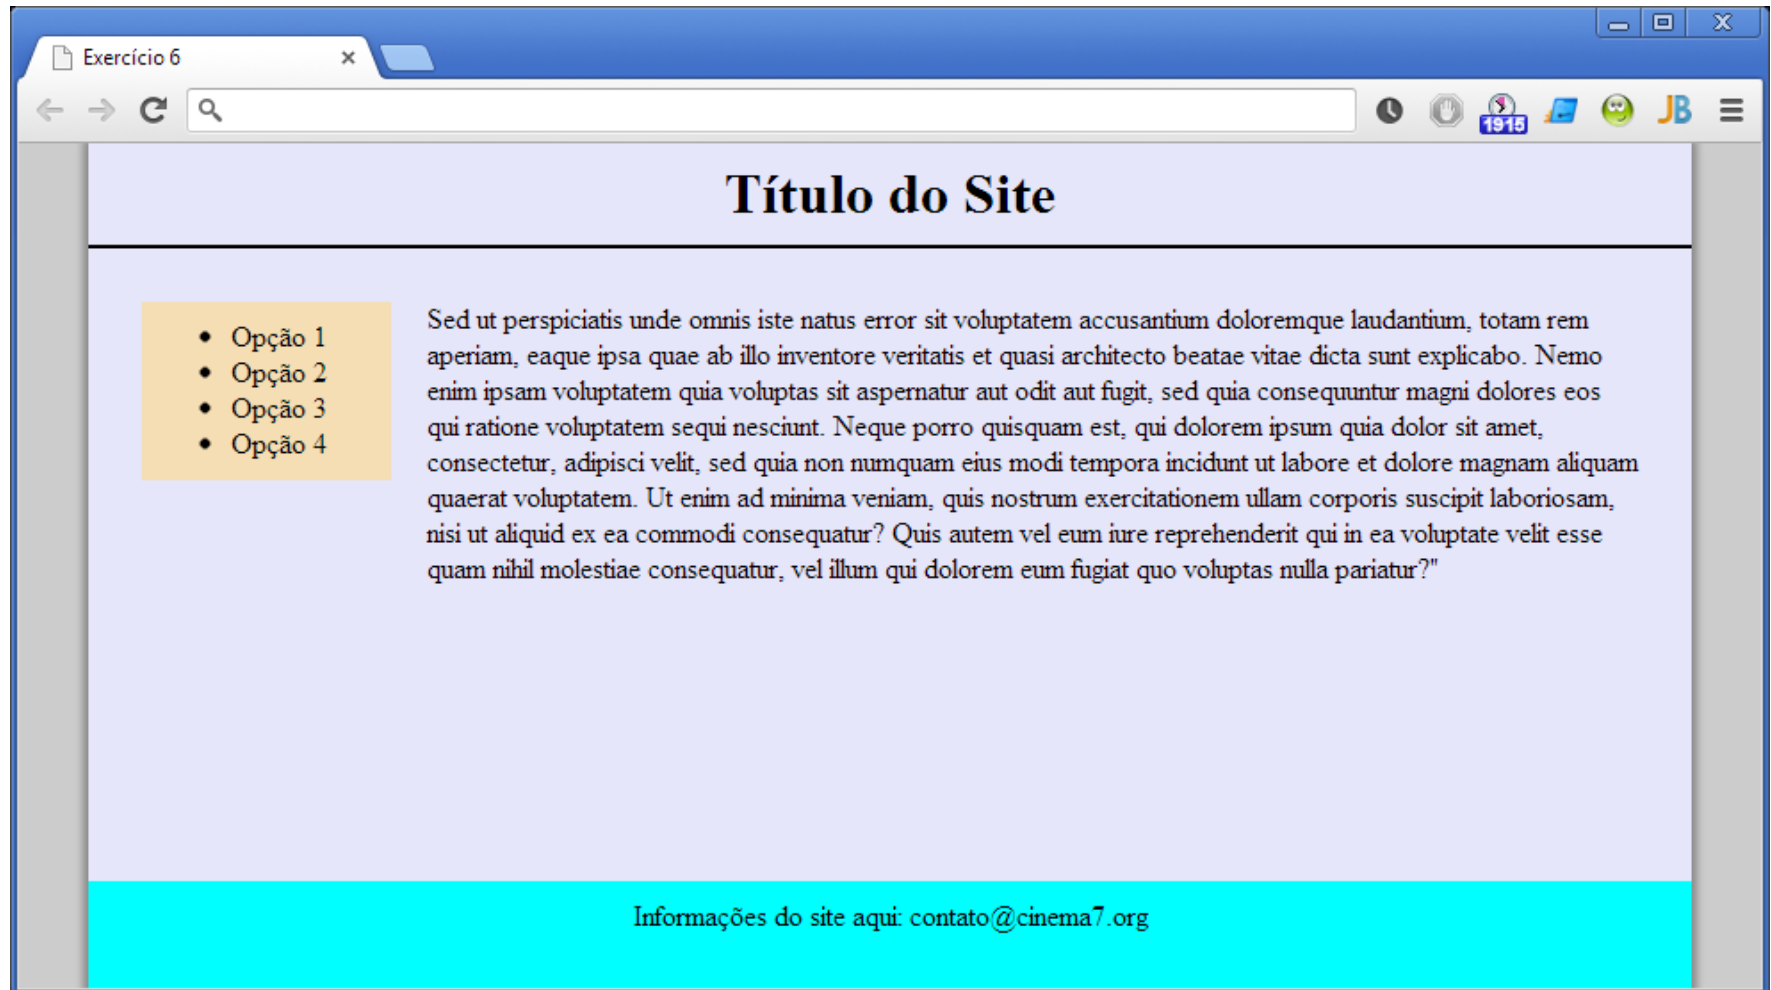 Exercício 6
1915
JB
Título do Site
Opção 1
Opção 2
Opção 3
Opção 4
Sed ut perspiciatis unde omnis iste natus error sit voluptatem accusantium doloremque laudantium, totam rem
aperiam, eaque ipsa quae ab illo inventore veritatis et quasi architecto beatae vitae dicta sunt explicabo. Nemo
enim ipsam voluptatem quia voluptas sit aspernatur aut odit aut fugit, sed quia consequuntur magni dolores eos
qui ratione voluptatem sequi nesciunt. Neque porro quisquam est, qui dolorem ipsum quia dolor sit amet,
consectetur, adipisci velit, sed quia non numquam eius modi tempora incidunt ut labore et dolore magnam aliquam
quaerat voluptatem. Ut enim ad minima veniam, quis nostrum exercitationem ullam corporis suscipit laboriosam,
nisi ut aliquid ex ea commodi consequatur? Quis autem vel eum iure reprehenderit qui in ea voluptate velit esse
quam nihil molestiae consequatur, vel illum qui dolorem eum fugiat quo voluptas nulla pariatur?"
Informações do site aqui: contato@cinema7.org